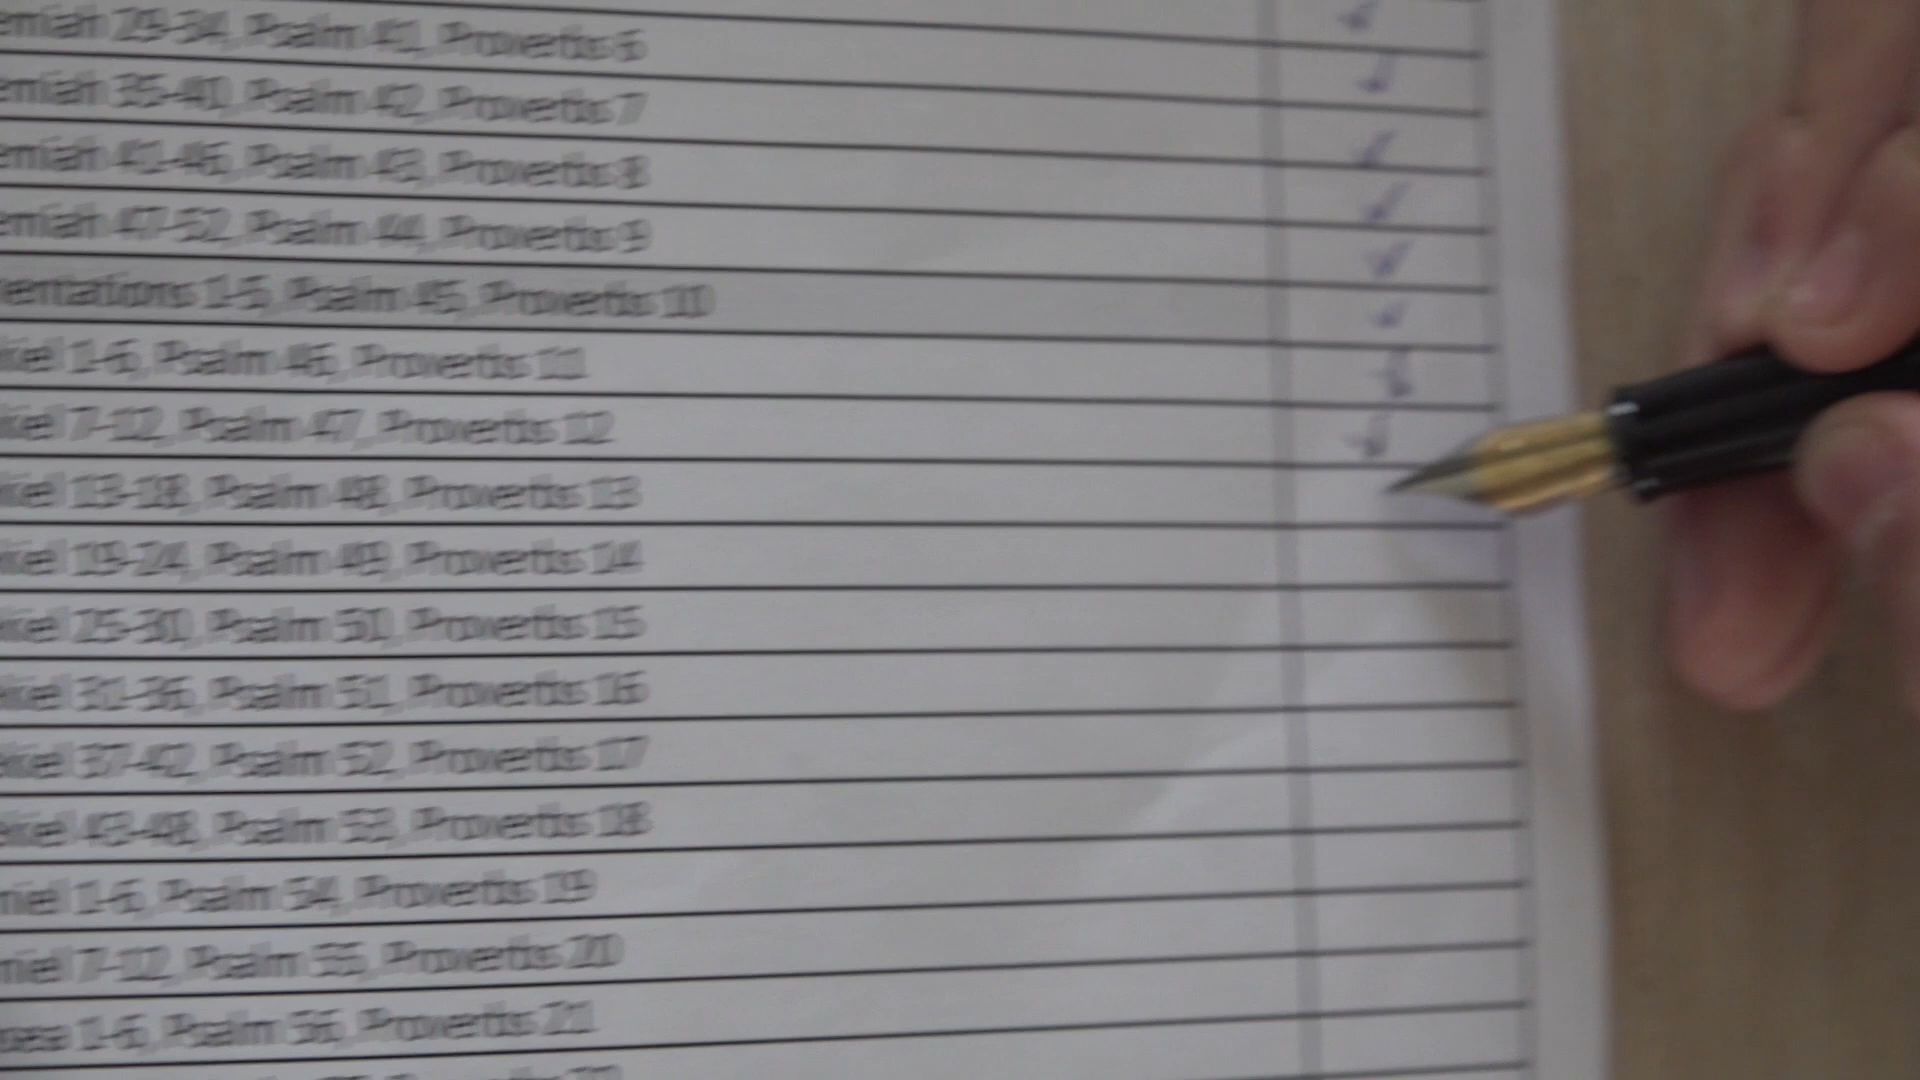 emiah 29-34, Psalm 41, Proverbs 6
emiah 35-40, Psalm 42, Proverbs 7
emiah 41-46, Psalm 43, Proverbs 8
emiah 47-52, Psalm 44, Proverbs 9
mentations 1-5, Psalm 45, Proverbs 10
kiel 1-6, Psalm 46, Proverbs 11
kiel 7-12, Psalm 47, Proverbs 12
kiel 13-18, Psalm 48, Proverbs 13
kiel 19-24, Psalm 49, Proverbs 14
kiel 25-30, Psalm 50, Proverbs 15
ekiel 31-36, Psalm 51, Proverbs 16
ekiel 37-42, Psalm 52, Proverbs 17
ekiel 43-48, Psalm 53, Proverbs 18
niel 1-6, Psalm 54, Proverbs 19
niel 7-12, Psalm 55, Proverbs 20
osea 1-6, Psalm 56, Proverbs 21